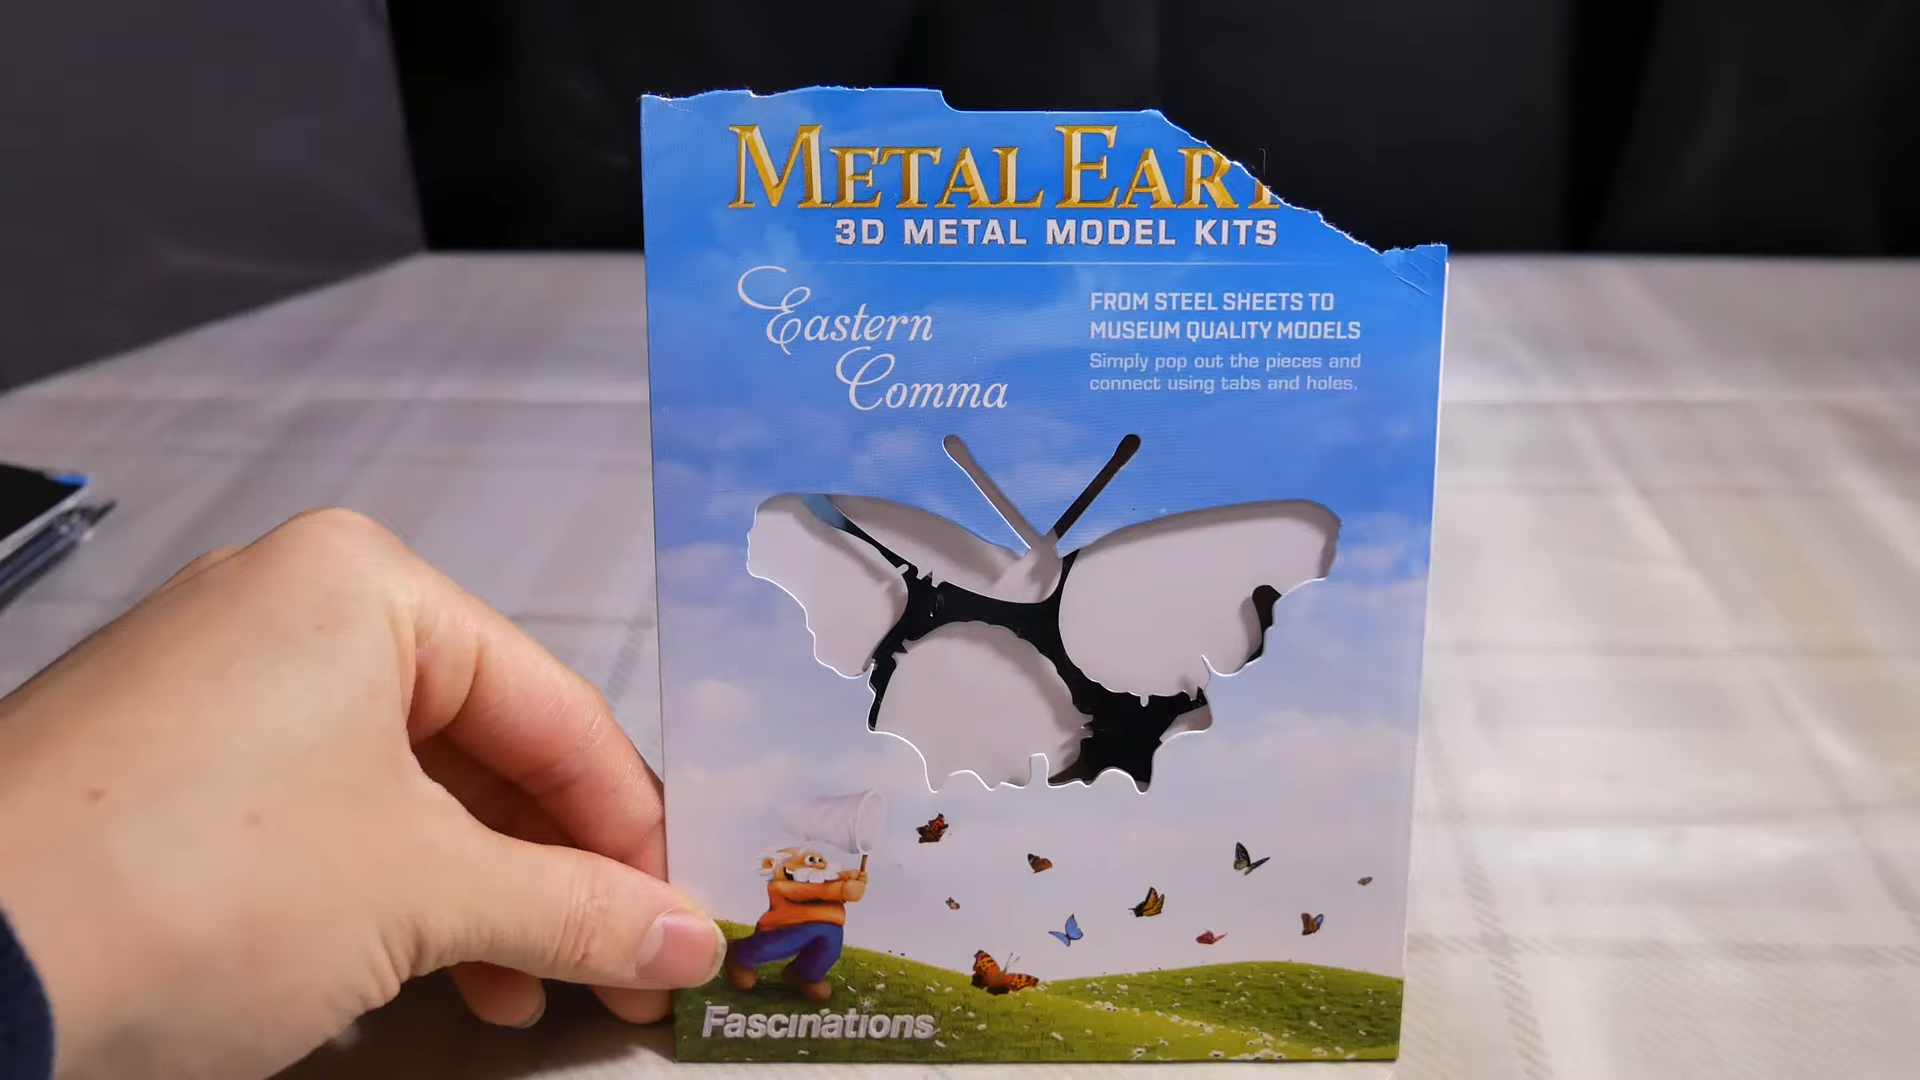 METAL EART
3D METAL MODEL KITS
Eastern
Comma
FROM STEEL SHEETS TO
MUSEUM QUALITY MODELS
Simply pop out the pieces and
connect using tabs and holes.
Fascinations